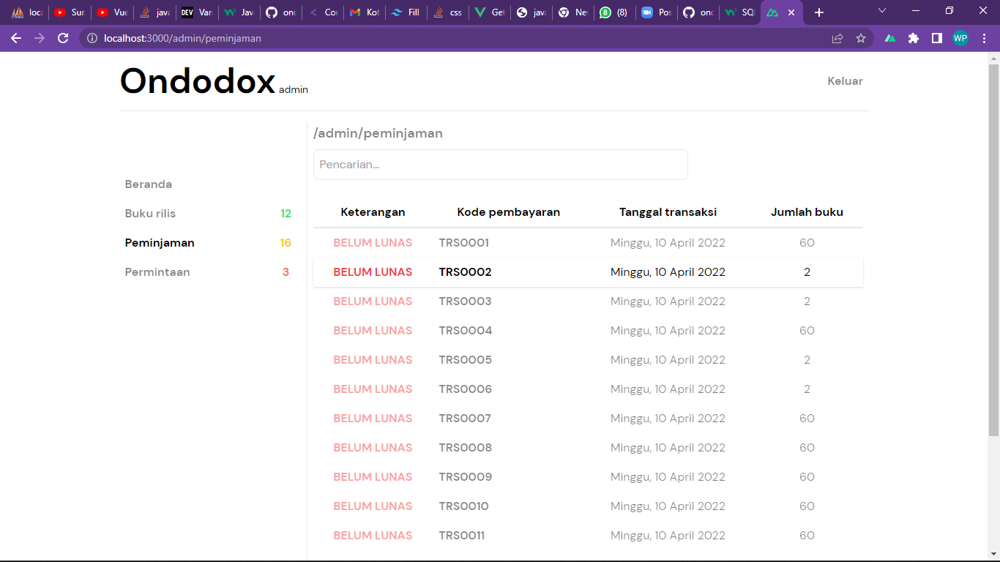 loca
Sur
Vue
java
DEV Van
Jav
ond
Cor
Kot
Fill
css
Get
java
Nev
8 (8)
Pos
ond
SQ
localhost:3000/admin/peminjaman
WP
Ondodox admin
Keluar
/admin/peminjaman
Pencarian...
Beranda
Buku rilis 12
Peminjaman 16
Permintaan 3
Keterangan Kode pembayaran Tanggal transaksi Jumlah buku
BELUM LUNAS TRS0001 Minggu, 10 April 2022 60
BELUM LUNAS TRS0002 Minggu, 10 April 2022 2
BELUM LUNAS TRS0003 Minggu, 10 April 2022 2
BELUM LUNAS TRS0004 Minggu, 10 April 2022 60
BELUM LUNAS TRS0005 Minggu, 10 April 2022 2
BELUM LUNAS TRS0006 Minggu, 10 April 2022 2
BELUM LUNAS TRS0007 Minggu, 10 April 2022 60
BELUM LUNAS TRS0008 Minggu, 10 April 2022 60
BELUM LUNAS TRS0009 Minggu, 10 April 2022 60
BELUM LUNAS TRS0010 Minggu, 10 April 2022 60
BELUM LUNAS TRS0011 Minggu, 10 April 2022 60